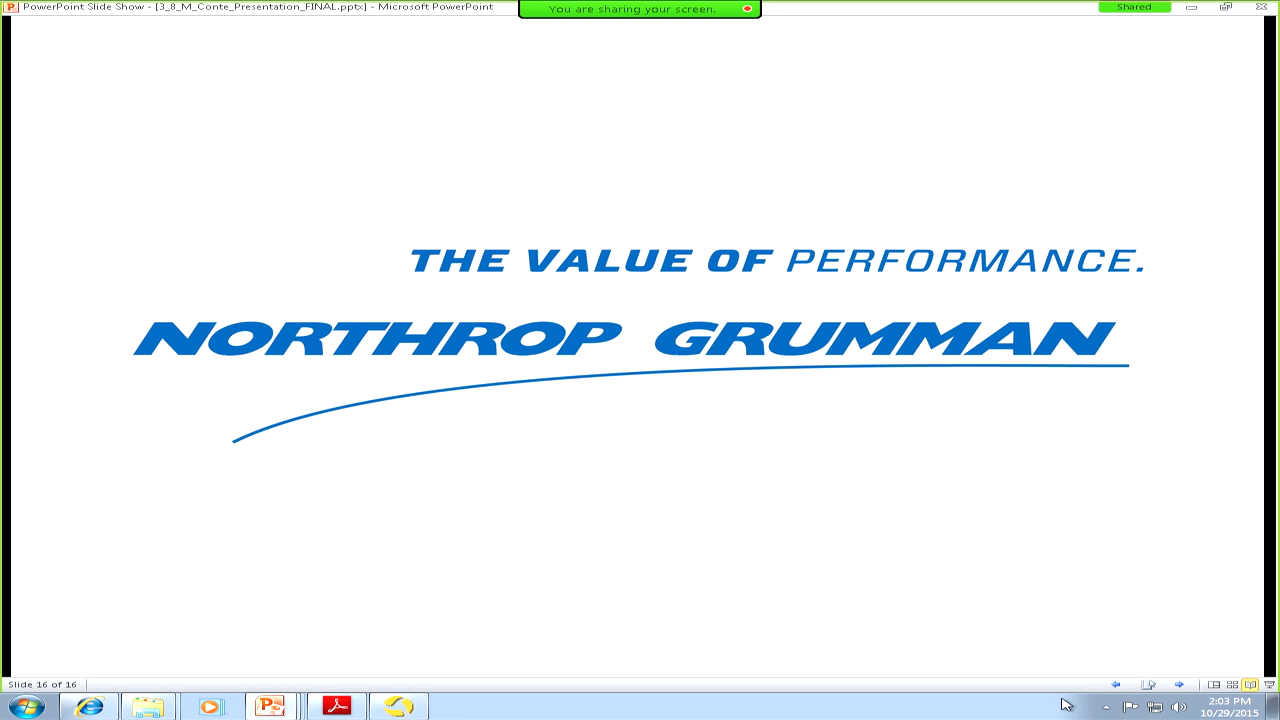 PowerPoint Slide Show - [3_8_M_Conte_Presentation_FINAL.pptx] - Microsoft PowerPoint
You are sharing your screen.
Shared
THE VALUE OF PERFORMANCE.
NORTHROP GRUMMAN
Slide 16 of 16
2:03 PM
10/29/2015